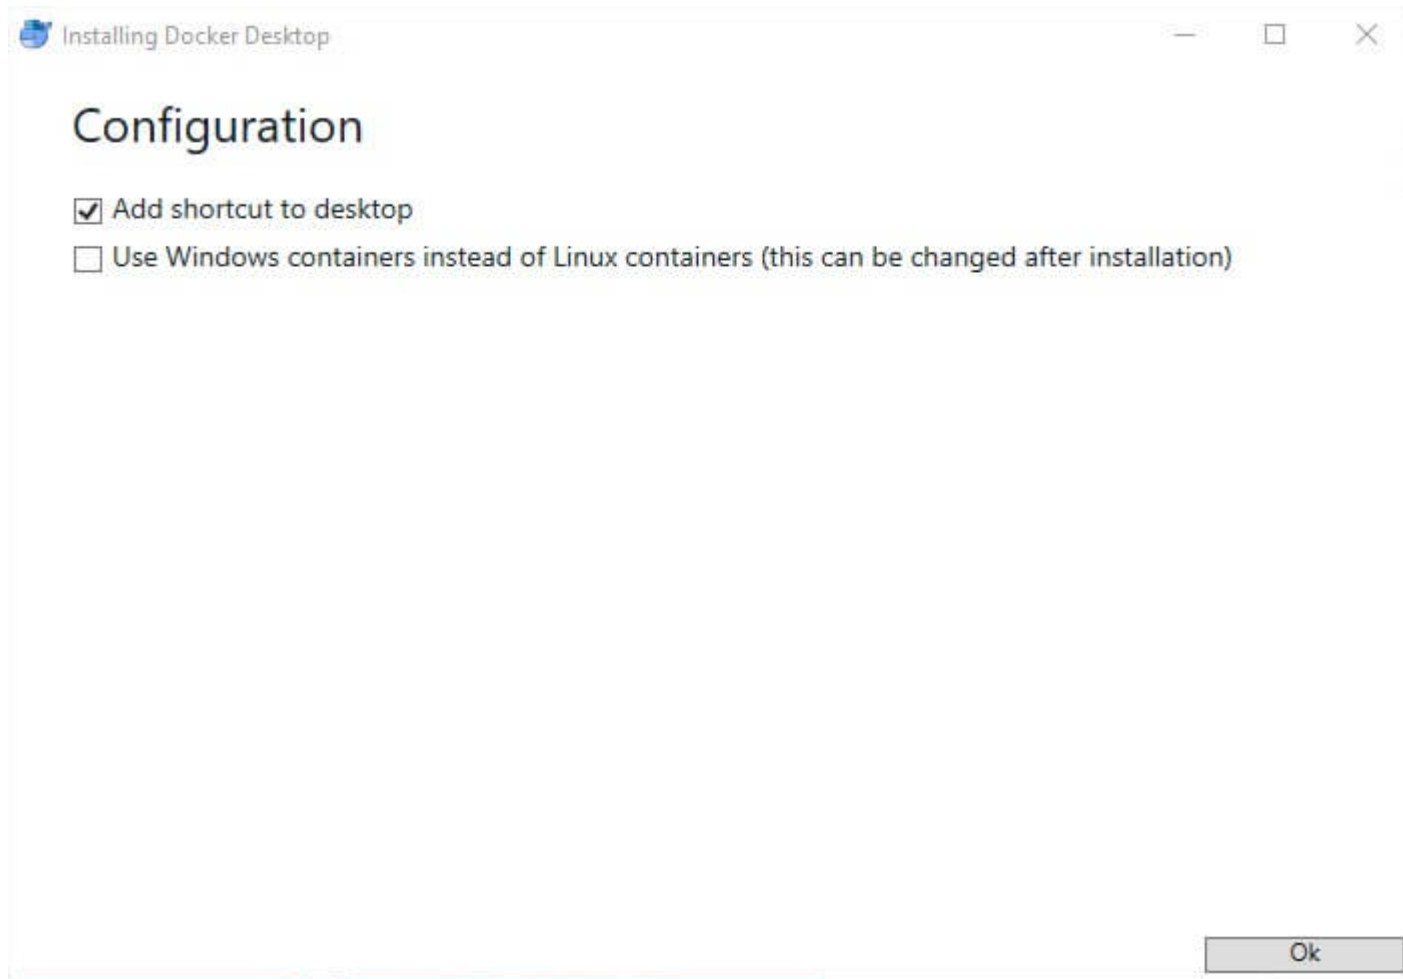 Installing Docker Desktop
Configuration
Add shortcut to desktop
Use Windows containers instead of Linux containers (this can be changed after installation)
Ok